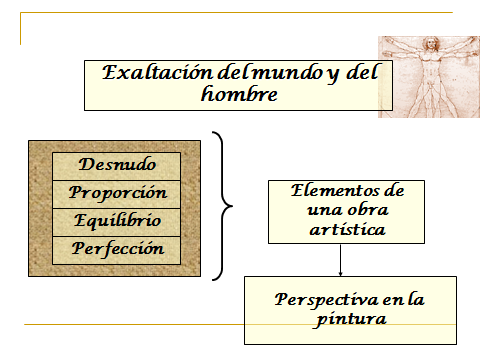 Exaltación del mundo y del
hombre
Desnudo
Proporción
Equilibrio
Perfección
Elementos de
una obra
artística
Perspectiva en la
pintura